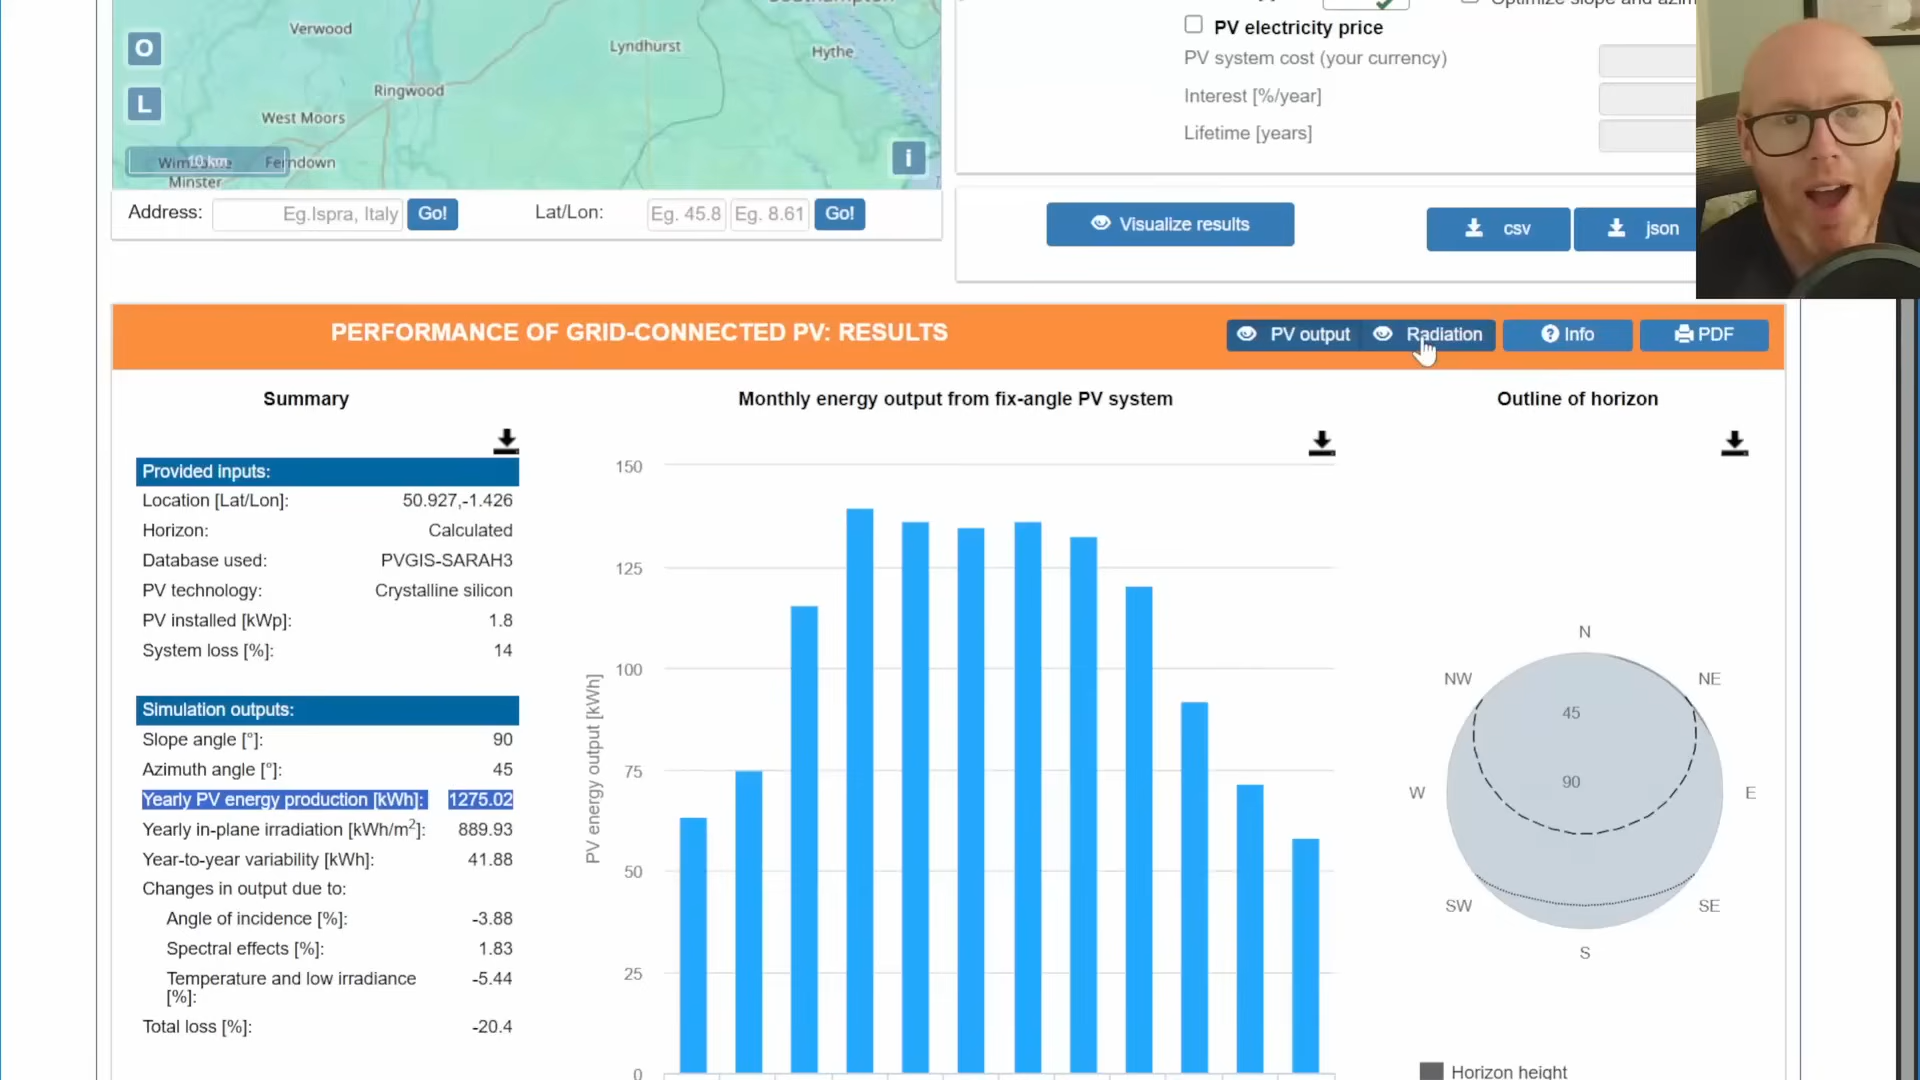 Verwood
O
Lyndhurst
Hythe
Ringwood
L
West Moors
10 km
Ferndown
Minster
i
Address:
Eg.Ispra, Italy
Go!
Lat/Lon:
Eg. 45.8
Eg. 8.61
Go!
PV electricity price
PV system cost (your currency)
Interest [%/year]
Lifetime [years]
Visualize results
csv
json
PERFORMANCE OF GRID-CONNECTED PV: RESULTS
PV output
Radiation
Info
PDF
Summary
Provided inputs:
Location [Lat/Lon]: 50.927,-1.426
Horizon: Calculated
Database used: PVGIS-SARAH3
PV technology: Crystalline silicon
PV installed [kWp]: 1.8
System loss [%]: 14
Simulation outputs:
Slope angle [°]: 90
Azimuth angle [°]: 45
Yearly PV energy production [kWh]: 1275.02
Yearly in-plane irradiation [kWh/m²]: 889.93
Year-to-year variability [kWh]: 41.88
Changes in output due to:
Angle of incidence [%]: -3.88
Spectral effects [%]: 1.83
Temperature and low irradiance [%]: -5.44
Total loss [%]: -20.4
Monthly energy output from fix-angle PV system
PV energy output [kWh]
150
125
100
75
50
25
0
Outline of horizon
N
NW
NE
45
90
W
E
SW
SE
S
Horizon height